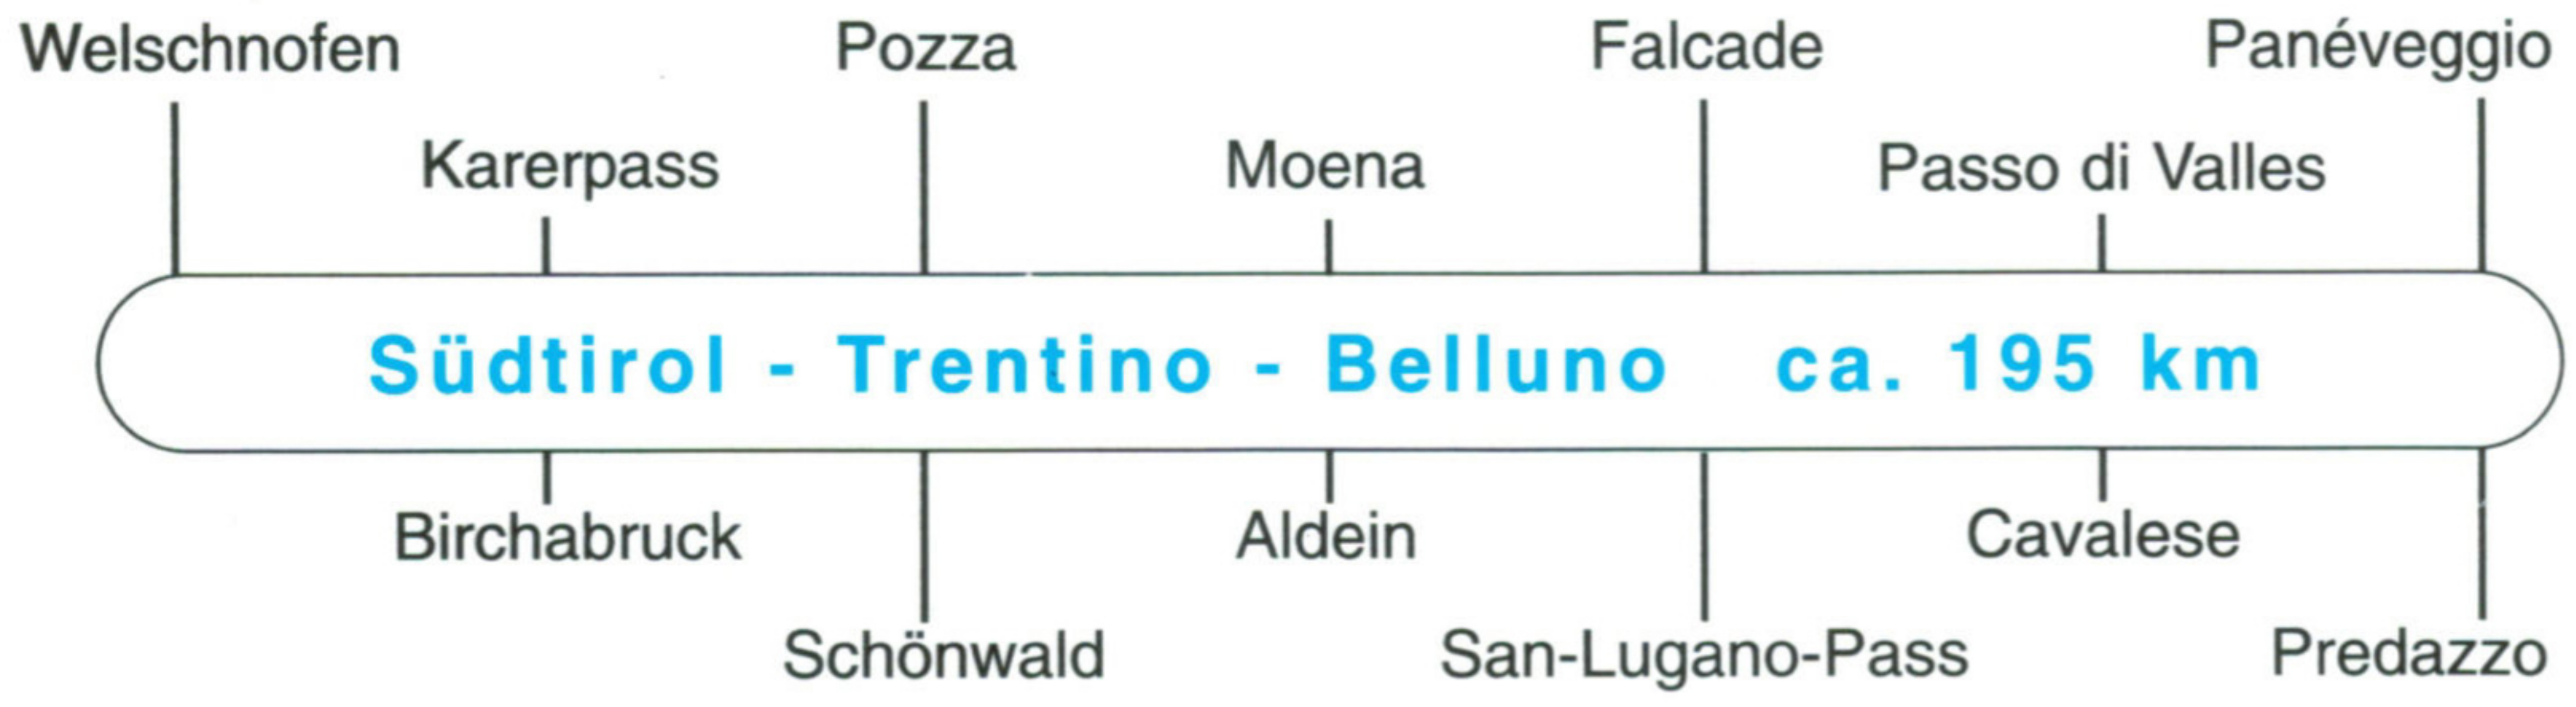 Welschnofen
Pozza
Falcade
Panéveggio
Karerpass
Moena
Passo di Valles
Südtirol - Trentino - Belluno ca. 195 km
Birchabruck
Aldein
Cavalese
Schönwald
San-Lugano-Pass
Predazzo